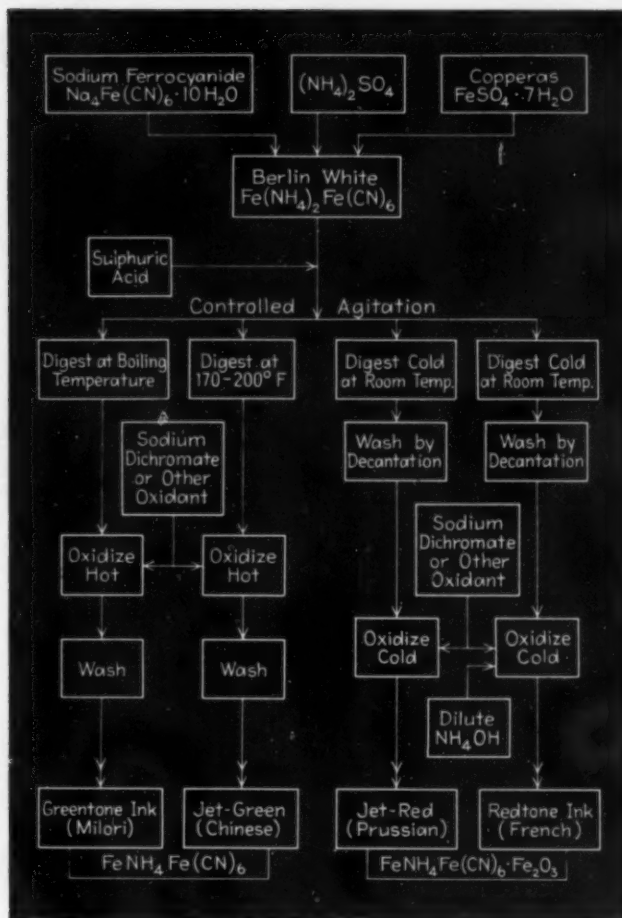 Sodium Ferrocyanide
Na₄Fe(CN)₆·10H₂O
(NH₄)₂SO₄
Copperas
FeSO₄·7H₂O
Berlin White
Fe(NH₄)₂Fe(CN)₆
Sulphuric
Acid
Controlled Agitation
Digest at Boiling
Temperature
Digest at
170-200° F
Digest Cold
at Room Temp.
Digest Cold
at Room Temp.
Sodium
Dichromate
or Other
Oxidant
Wash by
Decantation
Wash by
Decantation
Sodium
Dichromate
or Other
Oxidant
Oxidize
Hot
Oxidize
Hot
Oxidize
Cold
Oxidize
Cold
Wash
Wash
Dilute
NH₄OH
Greentone Ink
(Milori)
Jet-Green
(Chinese)
Jet-Red
(Prussian)
Redtone Ink
(French)
FeNH₄Fe(CN)₆
FeNH₄Fe(CN)₆·Fe₂O₃